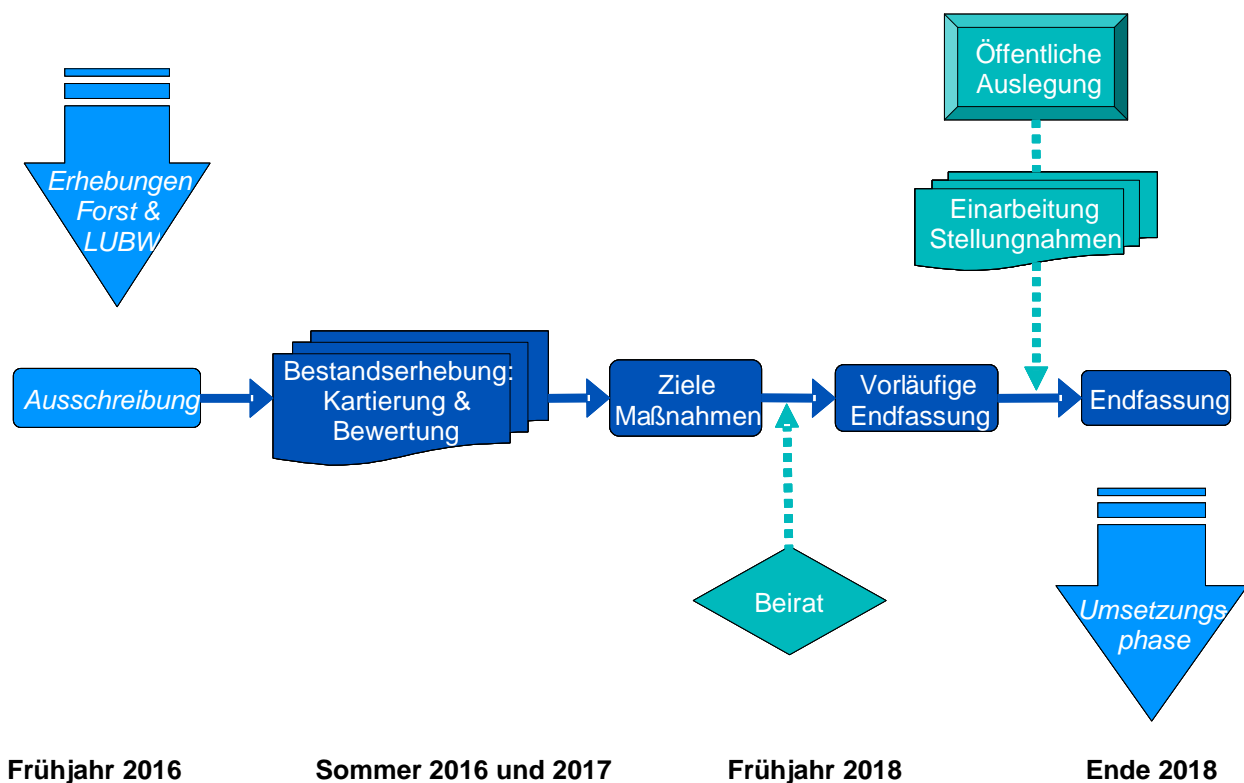 Öffentliche
Auslegung
Erhebungen
Forst &
LUBW
Einarbeitung
Stellungnahmen
Ausschreibung
Bestandserhebung:
Kartierung &
Bewertung
Ziele
Maßnahmen
Vorläufige
Endfassung
Endfassung
Beirat
Umsetzungs-
phase
Frühjahr 2016
Sommer 2016 und 2017
Frühjahr 2018
Ende 2018